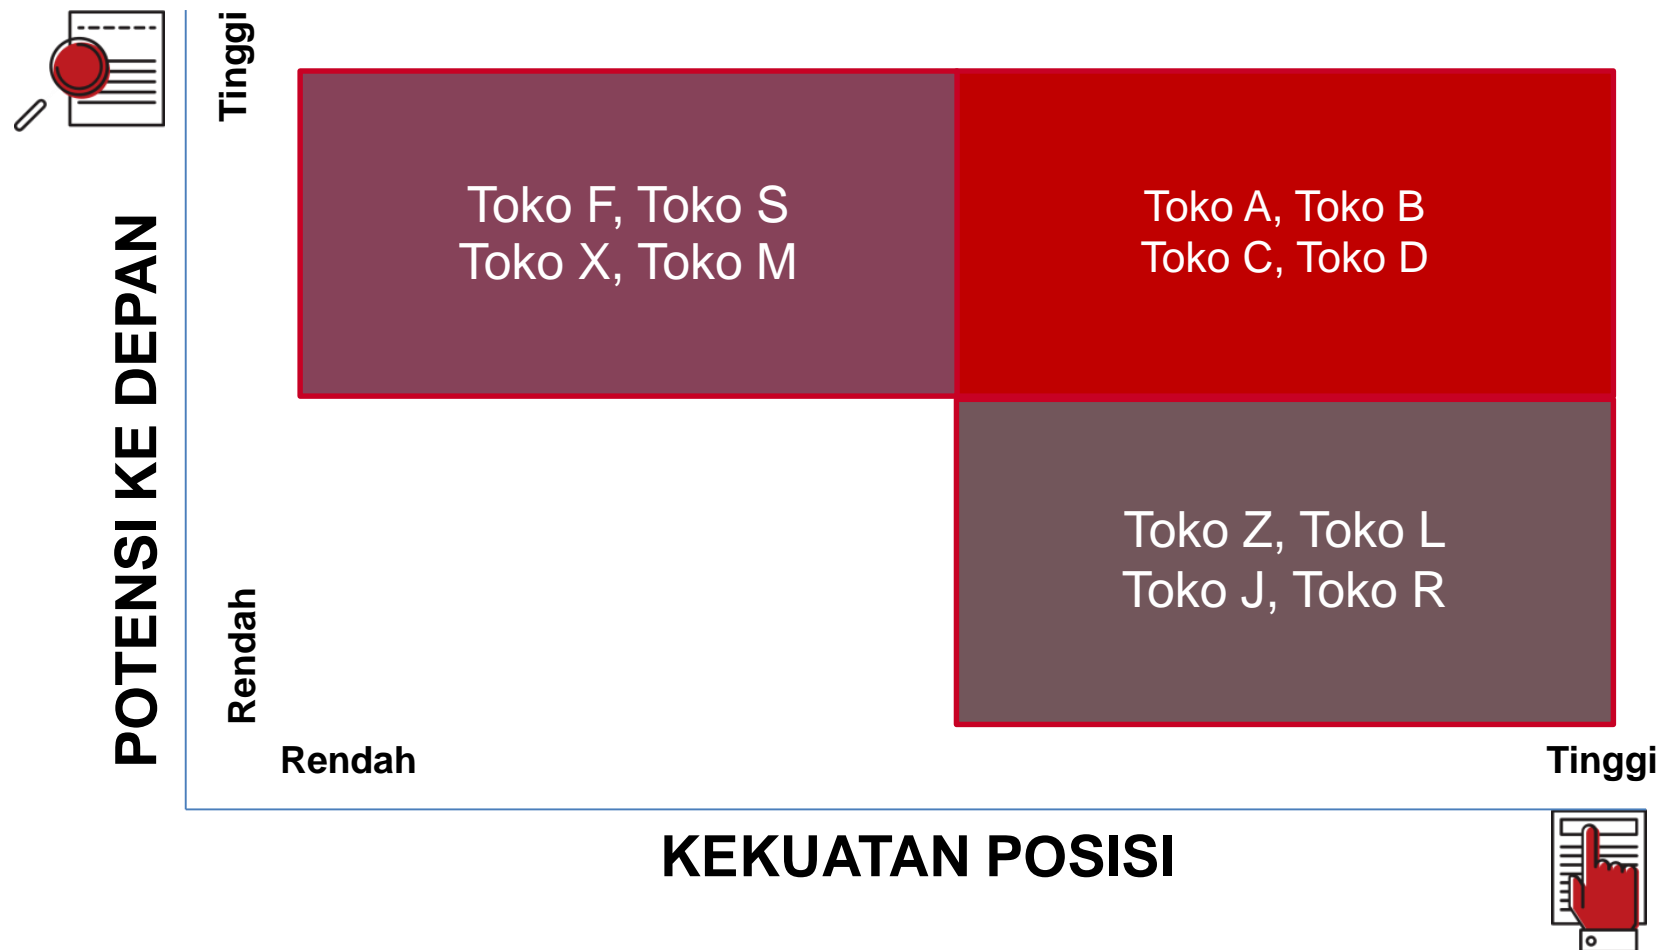 POTENSI KE DEPAN
Tinggi
Toko F, Toko S
Toko X, Toko M
Toko A, Toko B
Toko C, Toko D
Toko Z, Toko L
Toko J, Toko R
Rendah
Rendah
Tinggi
KEKUATAN POSISI